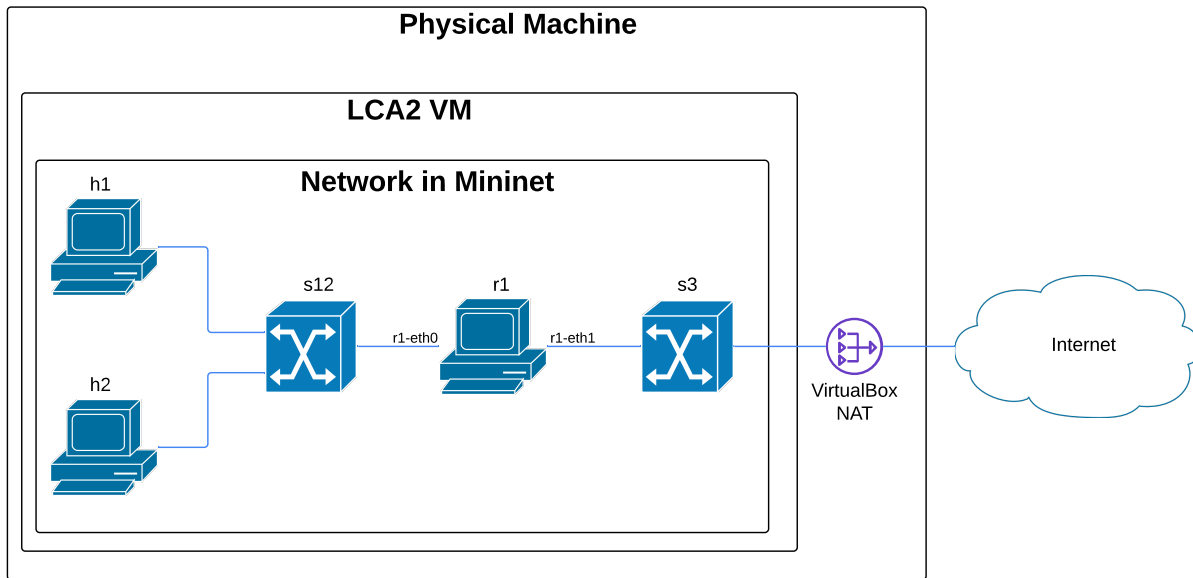 Physical Machine
LCA2 VM
Network in Mininet
h1
s12
r1
s3
r1-eth0
r1-eth1
h2
VirtualBox
NAT
Internet